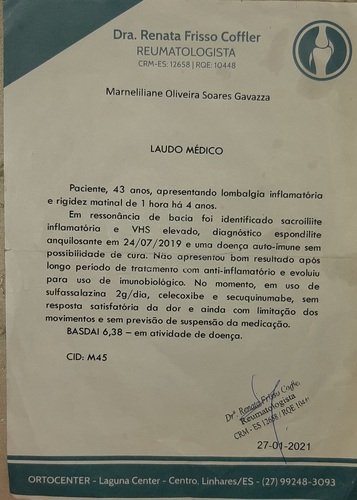 Dra. Renata Frisso Coffler
REUMATOLOGISTA
CRM-ES: 12658 | RQE: 10448
Marneliliane Oliveira Soares Gavazza
LAUDO MÉDICO
Paciente, 43 anos, apresentando lombalgia inflamatória
e rigidez matinal de 1 hora há 4 anos.
Em ressonância de bacia foi identificado sacroiliíte
inflamatória e VHS elevado, diagnóstico espondilite
anquilosante em 24/07/2019 e uma doença auto-imune sem
possibilidade de cura. Não apresentou bom resultado após
longo período de tratamento com anti-inflamatório e evoluiu
para uso de imunobiológico. No momento, em uso de
sulfassalazina 2g/dia, celecoxibe e secuquinumabe, sem
resposta satisfatória da dor e ainda com limitação dos
movimentos e sem previsão de suspensão da medicação.
BASDAI 6,38 – em atividade de doença.
CID: M45
Drª. Renata Frisso Coffler
Reumatologista
CRM - ES 12658 / RQE 1044
27-01-2021
ORTOCENTER - Laguna Center - Centro, Linhares/ES - (27) 99248-3093